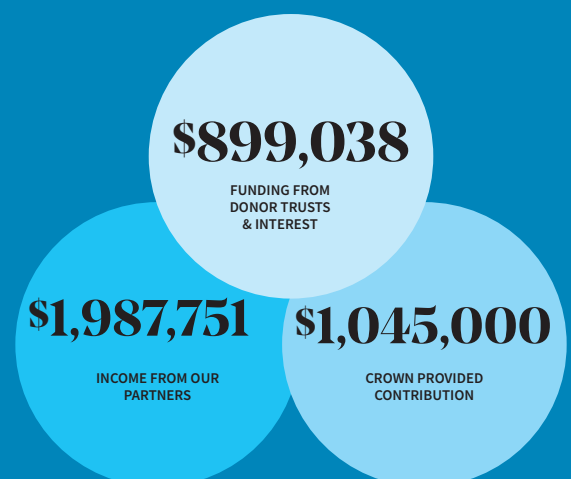 $899,038
FUNDING FROM
DONOR TRUSTS
& INTEREST
$1,987,751
INCOME FROM OUR
PARTNERS
$1,045,000
CROWN PROVIDED
CONTRIBUTION